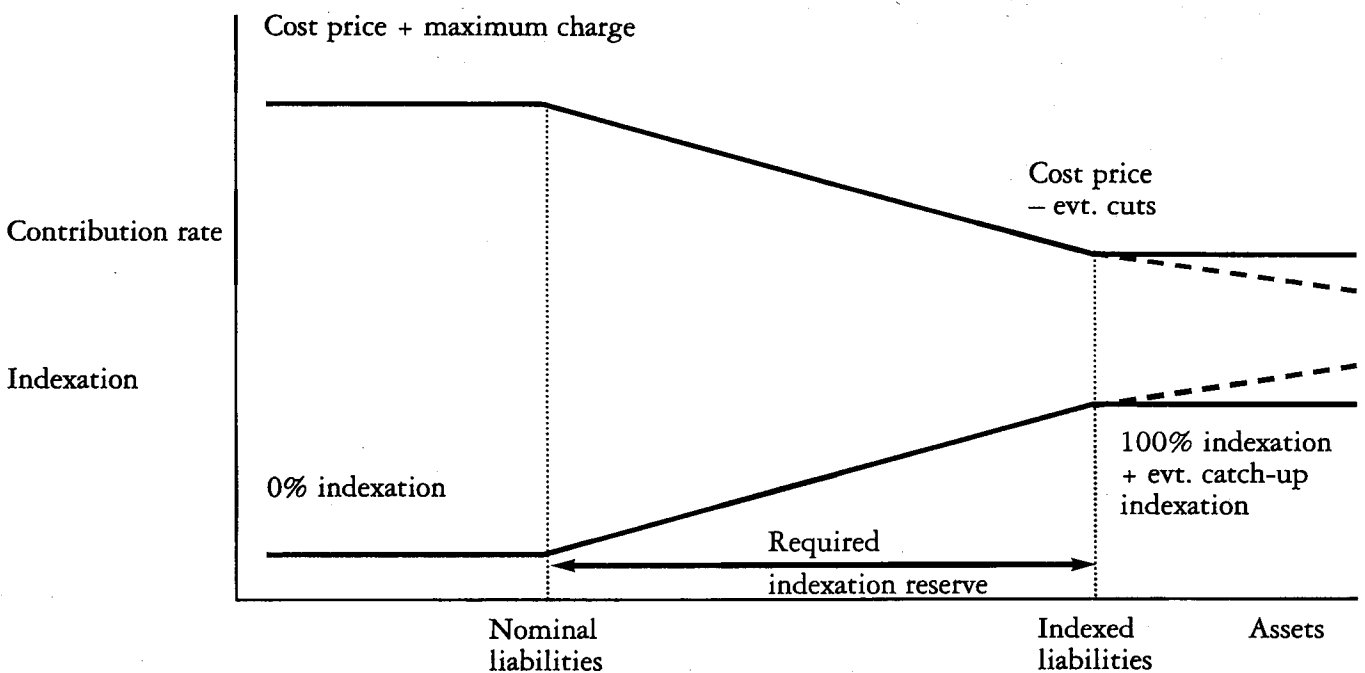 Cost price + maximum charge
Cost price
– evt. cuts
Contribution rate
Indexation
100% indexation
+ evt. catch-up
indexation
0% indexation
Required
indexation reserve
Nominal
liabilities
Indexed
liabilities
Assets